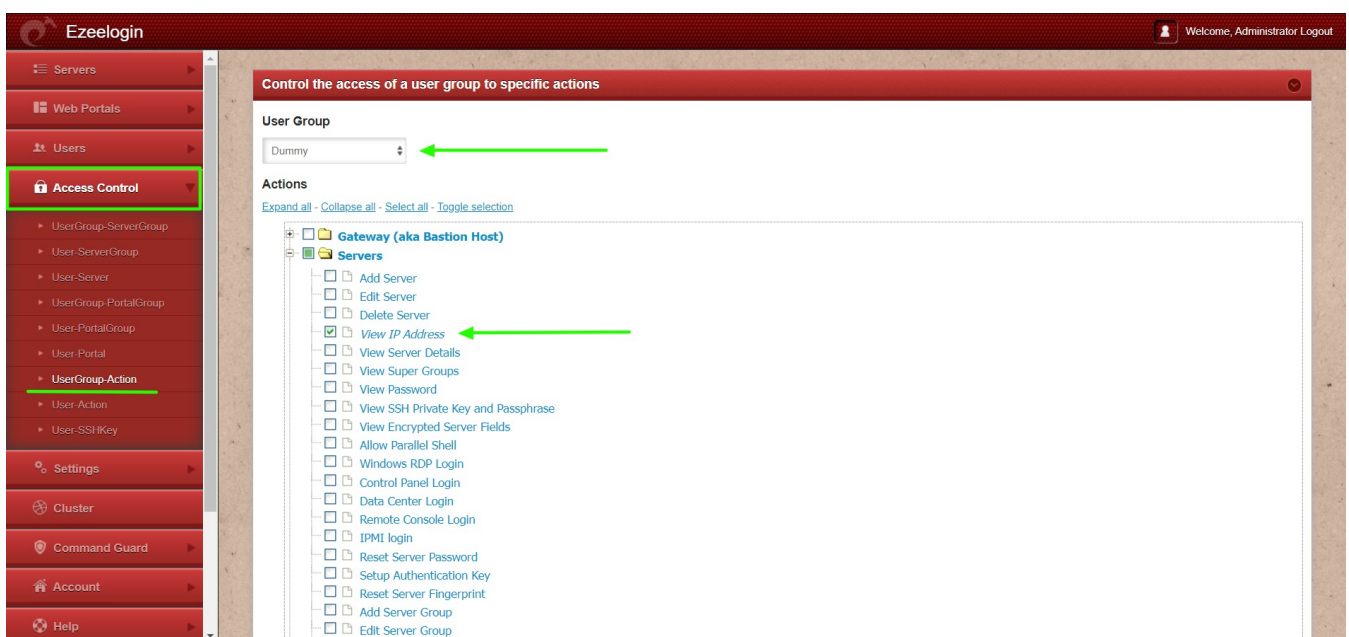 Ezeelogin
Welcome, Administrator Logout
Servers
Web Portals
Users
Access Control
UserGroup-ServerGroup
User-ServerGroup
User-Server
UserGroup-PortalGroup
User-PortalGroup
User-Portal
UserGroup-Action
User-Action
User-SSHKey
Settings
Cluster
Command Guard
Account
Help
Control the access of a user group to specific actions
User Group
Dummy
Actions
Expand all - Collapse all - Select all - Toggle selection
Gateway (aka Bastion Host)
Servers
Add Server
Edit Server
Delete Server
View IP Address
View Server Details
View Super Groups
View Password
View SSH Private Key and Passphrase
View Encrypted Server Fields
Allow Parallel Shell
Windows RDP Login
Control Panel Login
Data Center Login
Remote Console Login
IPMI login
Reset Server Password
Setup Authentication Key
Reset Server Fingerprint
Add Server Group
Edit Server Group